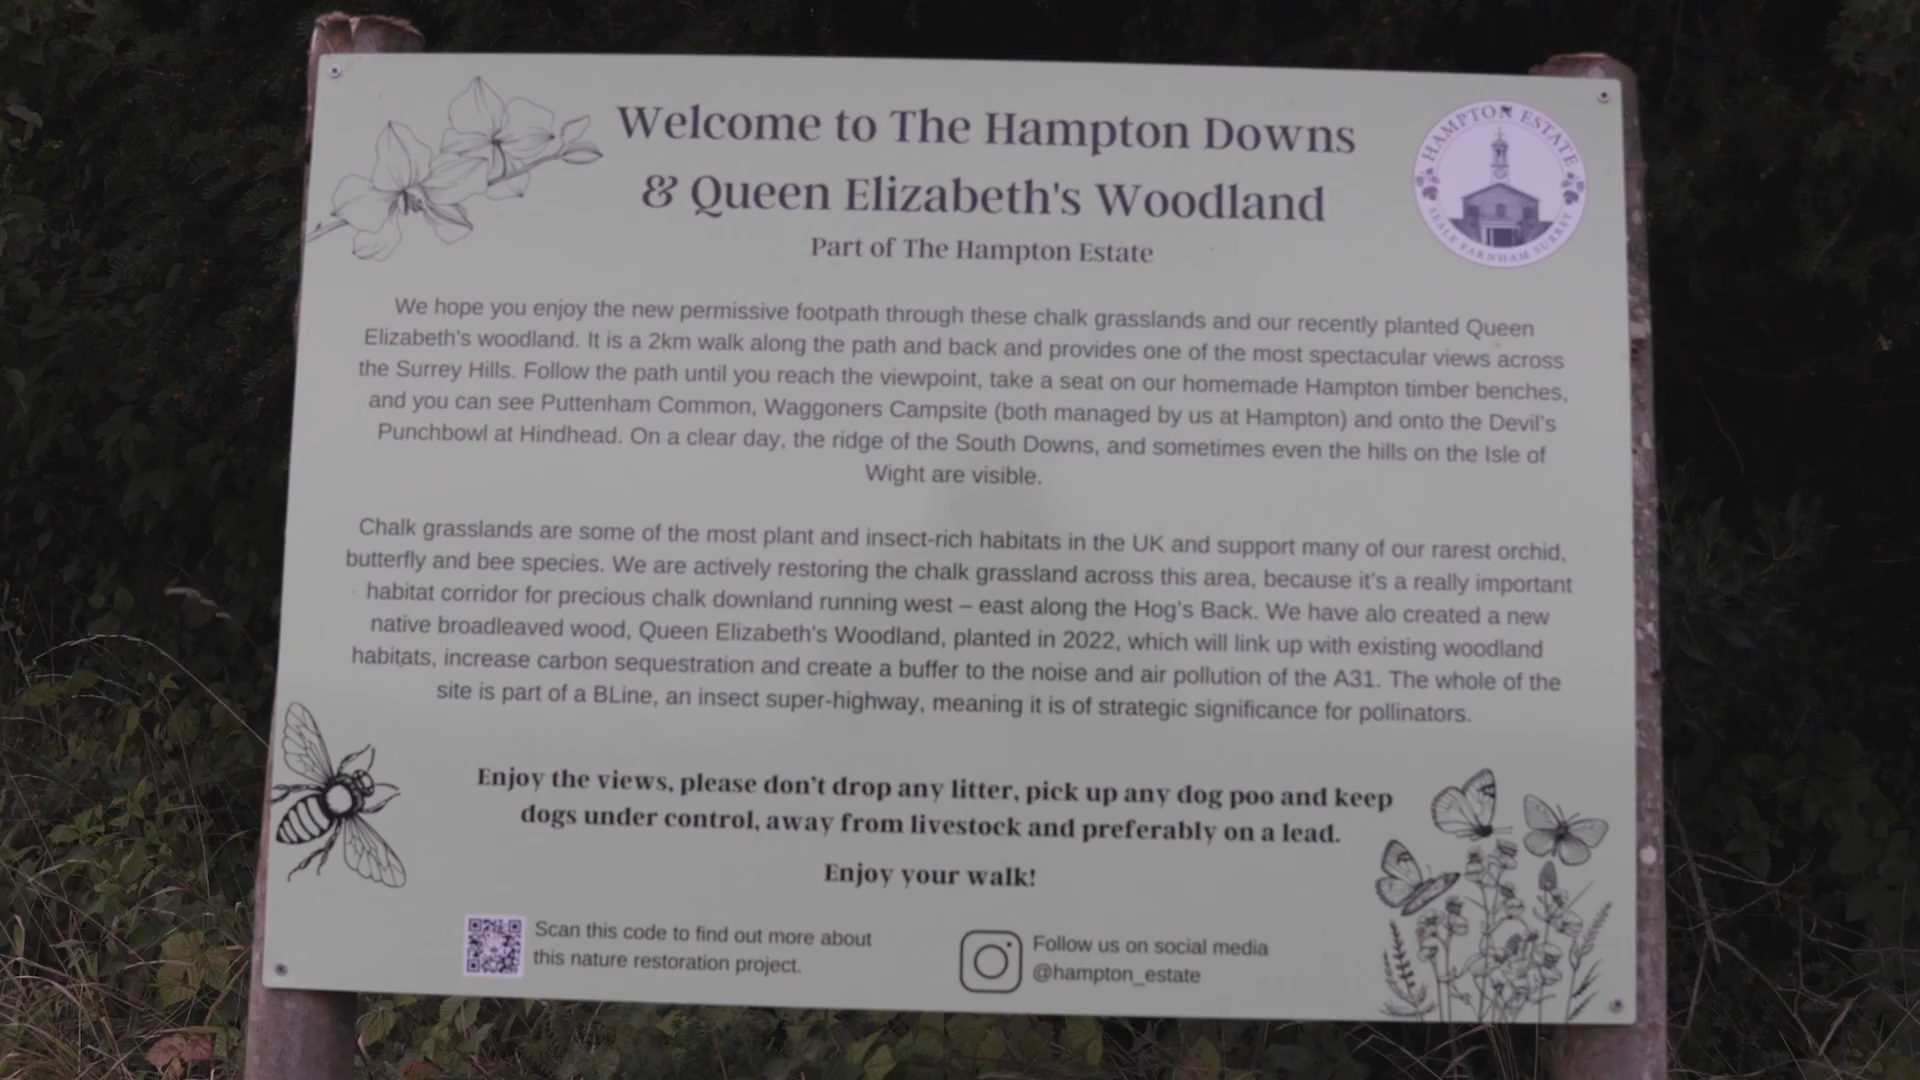 Welcome to The Hampton Downs
& Queen Elizabeth's Woodland
Part of The Hampton Estate
HAMPTON ESTATE
SEALE FARNHAM SURREY
We hope you enjoy the new permissive footpath through these chalk grasslands and our recently planted Queen
Elizabeth's woodland. It is a 2km walk along the path and back and provides one of the most spectacular views across
the Surrey Hills. Follow the path until you reach the viewpoint, take a seat on our homemade Hampton timber benches,
and you can see Puttenham Common, Waggoners Campsite (both managed by us at Hampton) and onto the Devil's
Punchbowl at Hindhead. On a clear day, the ridge of the South Downs, and sometimes even the hills on the Isle of
Wight are visible.
Chalk grasslands are some of the most plant and insect-rich habitats in the UK and support many of our rarest orchid,
butterfly and bee species. We are actively restoring the chalk grassland across this area, because it's a really important
habitat corridor for precious chalk downland running west – east along the Hog's Back. We have alo created a new
native broadleaved wood, Queen Elizabeth's Woodland, planted in 2022, which will link up with existing woodland
habitats, increase carbon sequestration and create a buffer to the noise and air pollution of the A31. The whole of the
site is part of a BLine, an insect super-highway, meaning it is of strategic significance for pollinators.
Enjoy the views, please don't drop any litter, pick up any dog poo and keep
dogs under control, away from livestock and preferably on a lead.
Enjoy your walk!
Scan this code to find out more about
this nature restoration project.
Follow us on social media
@hampton_estate